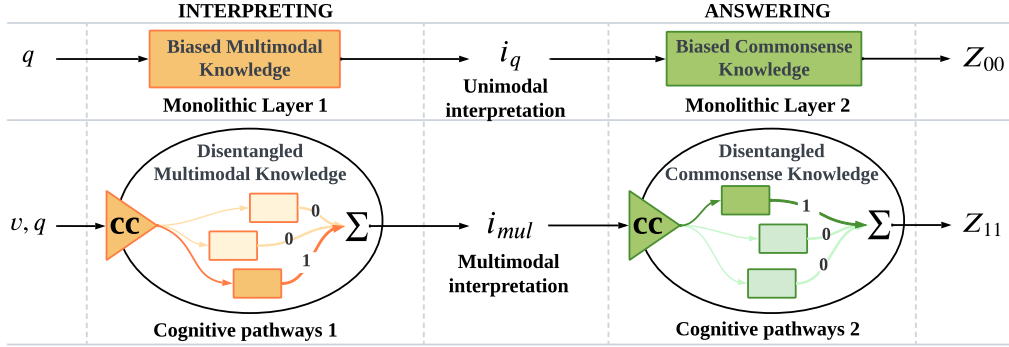 INTERPRETING
ANSWERING
q
Biased Multimodal
Knowledge
Monolithic Layer 1
i_q
Unimodal
interpretation
Biased Commonsense
Knowledge
Monolithic Layer 2
Z_00
v, q
Disentangled
Multimodal Knowledge
CC
0
0
1
Σ
Cognitive pathways 1
i_mul
Multimodal
interpretation
Disentangled
Commonsense Knowledge
CC
1
0
0
Σ
Cognitive pathways 2
Z_11